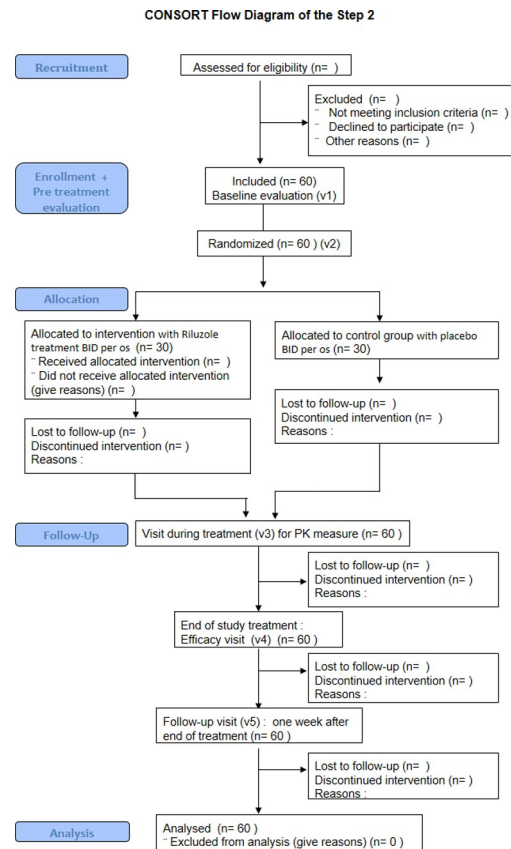 CONSORT Flow Diagram of the Step 2
Recruitment
Assessed for eligibility (n=  )
Excluded  (n=  )
¨  Not meeting inclusion criteria (n=  )
¨  Declined to participate (n=  )
¨  Other reasons (n=  )
Enrollment +
Pre treatment
evaluation
Included (n= 60)
Baseline evaluation (v1)
Randomized (n= 60 ) (v2)
Allocation
Allocated to intervention with Riluzole
treatment BID per os  (n= 30)
¨ Received allocated intervention (n=  )
¨ Did not receive allocated intervention
(give reasons) (n=  )
Allocated to control group with placebo
BID per os (n= 30)
Lost to follow-up (n=  )
Discontinued intervention (n= )
Reasons :
Lost to follow-up (n=  )
Discontinued intervention (n= )
Reasons :
Follow-Up
Visit during treatment (v3) for PK measure (n= 60 )
Lost to follow-up (n=  )
Discontinued intervention (n= )
Reasons :
End of study treatment :
Efficacy visit  (v4)  (n= 60 )
Lost to follow-up (n=  )
Discontinued intervention (n= )
Reasons :
Follow-up visit (v5) :  one week after
end of treatment (n= 60 )
Lost to follow-up (n=  )
Discontinued intervention (n= )
Reasons :
Analysis
Analysed  (n= 60 )
¨ Excluded from analysis (give reasons) (n= 0 )